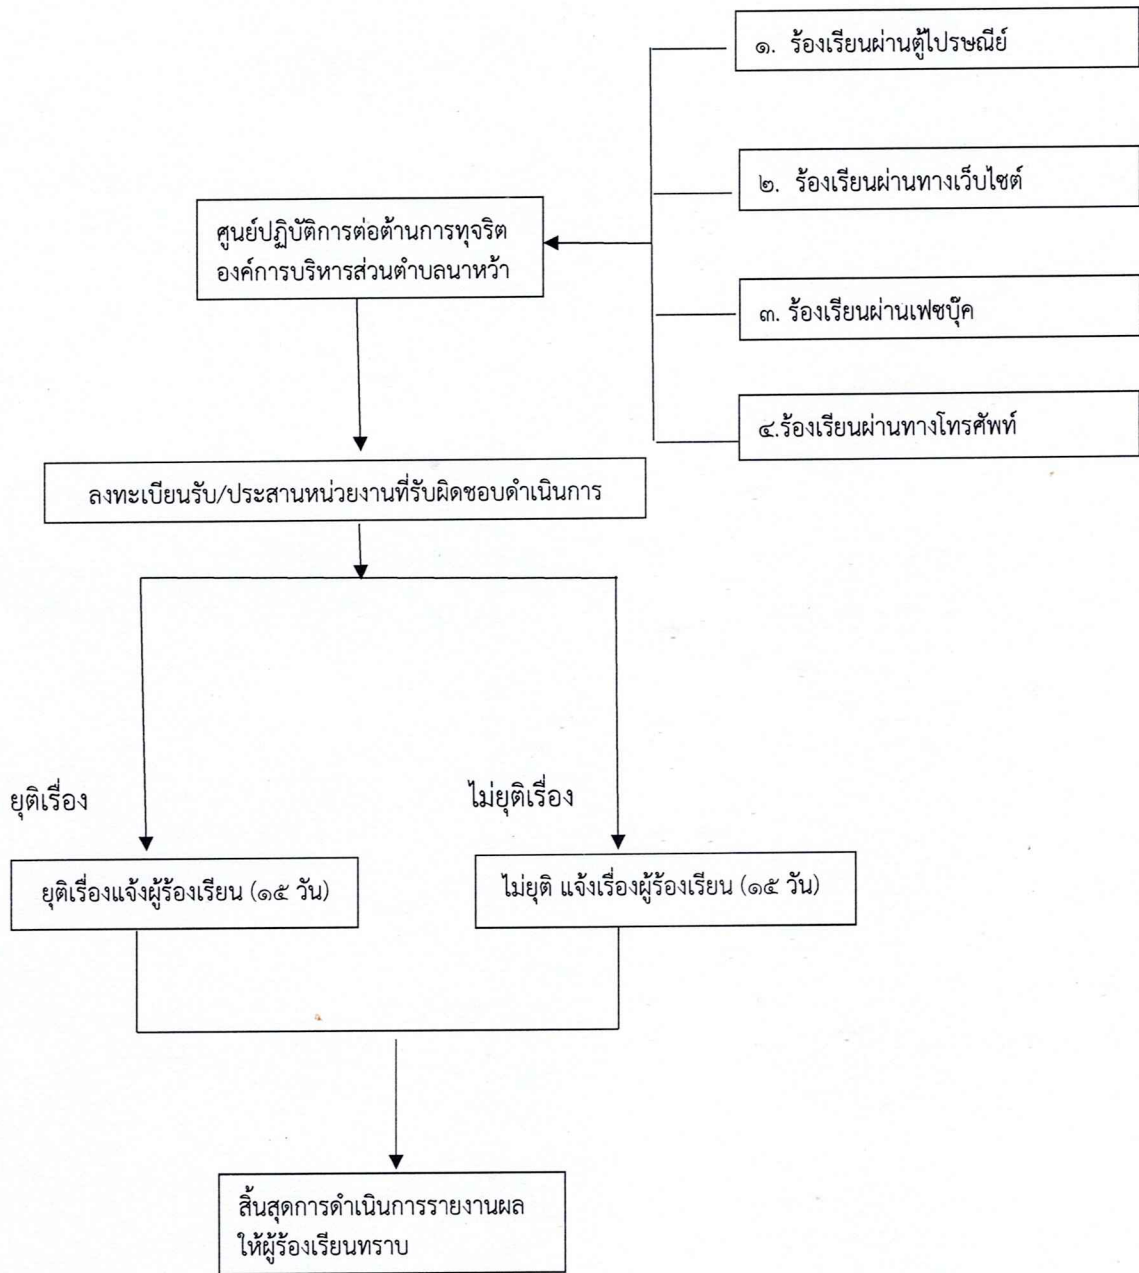 ๑. ร้องเรียนผ่านตู้ไปรษณีย์
๒. ร้องเรียนผ่านทางเว็บไซต์
ศูนย์ปฏิบัติการต่อต้านการทุจริต
องค์การบริหารส่วนตำบลนาหว้า
๓. ร้องเรียนผ่านเฟซบุ๊ค
๔.ร้องเรียนผ่านทางโทรศัพท์
ลงทะเบียนรับ/ประสานหน่วยงานที่รับผิดชอบดำเนินการ
ยุติเรื่อง
ไม่ยุติเรื่อง
ยุติเรื่องแจ้งผู้ร้องเรียน (๑๕ วัน)
ไม่ยุติ แจ้งเรื่องผู้ร้องเรียน (๑๕ วัน)
สิ้นสุดการดำเนินการรายงานผล
ให้ผู้ร้องเรียนทราบ